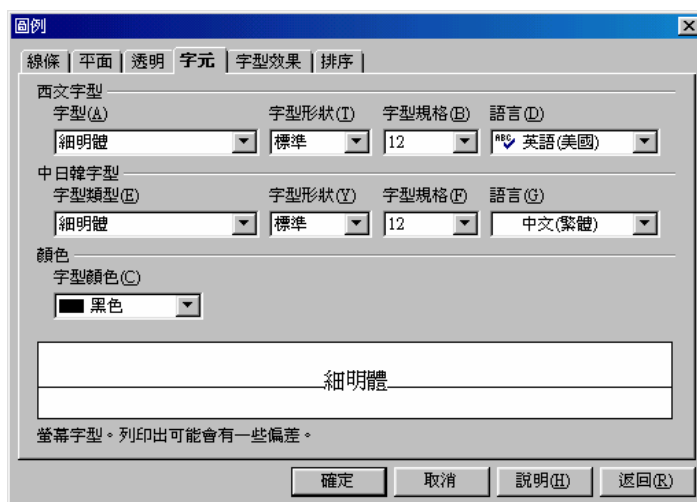 圖例
線條 平面 透明 字元 字型效果 排序
西文字型
字型(A) 字型形狀(T) 字型規格(B) 語言(D)
細明體 標準 12 ABC 英語(美國)
中日韓字型
字型類型(E) 字型形狀(Y) 字型規格(F) 語言(G)
細明體 標準 12 中文(繁體)
顏色
字型顏色(C)
黑色
細明體
螢幕字型。列印出可能會有一些偏差。
確定 取消 說明(H) 返回(R)